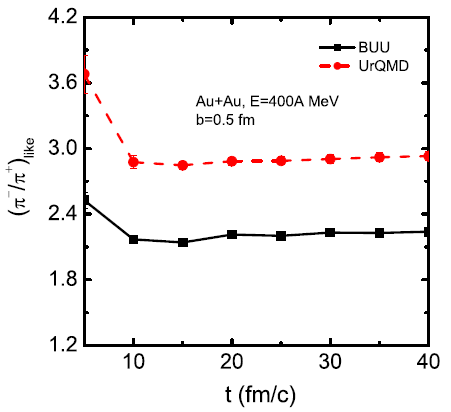 4.2
3.6
3.0
2.4
1.8
1.2
(π⁻/π⁺)like
BUU
UrQMD
Au+Au, E=400A MeV
b=0.5 fm
10 20 30 40
t (fm/c)